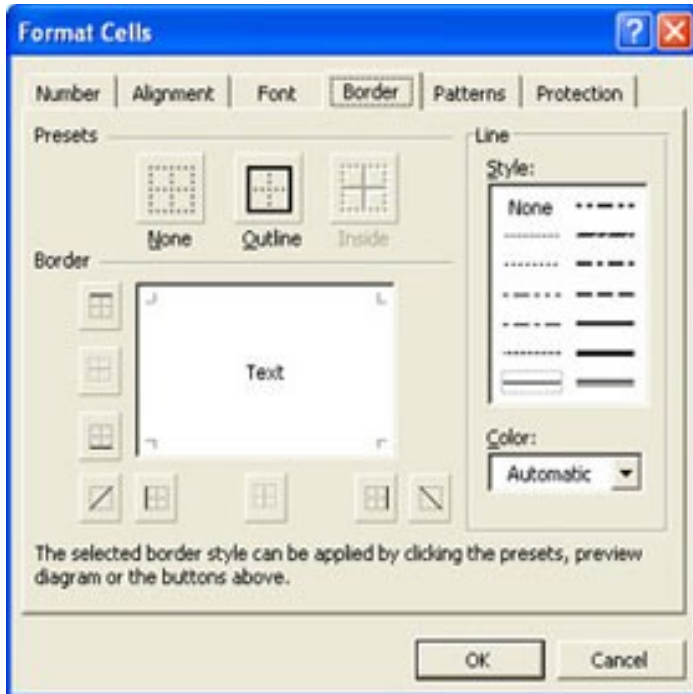 Format Cells
?
Number Alignment Font Border Patterns Protection
Presets
None Outline Inside
Border
Text
Line
Style:
None
Color:
Automatic
The selected border style can be applied by clicking the presets, preview
diagram or the buttons above.
OK Cancel